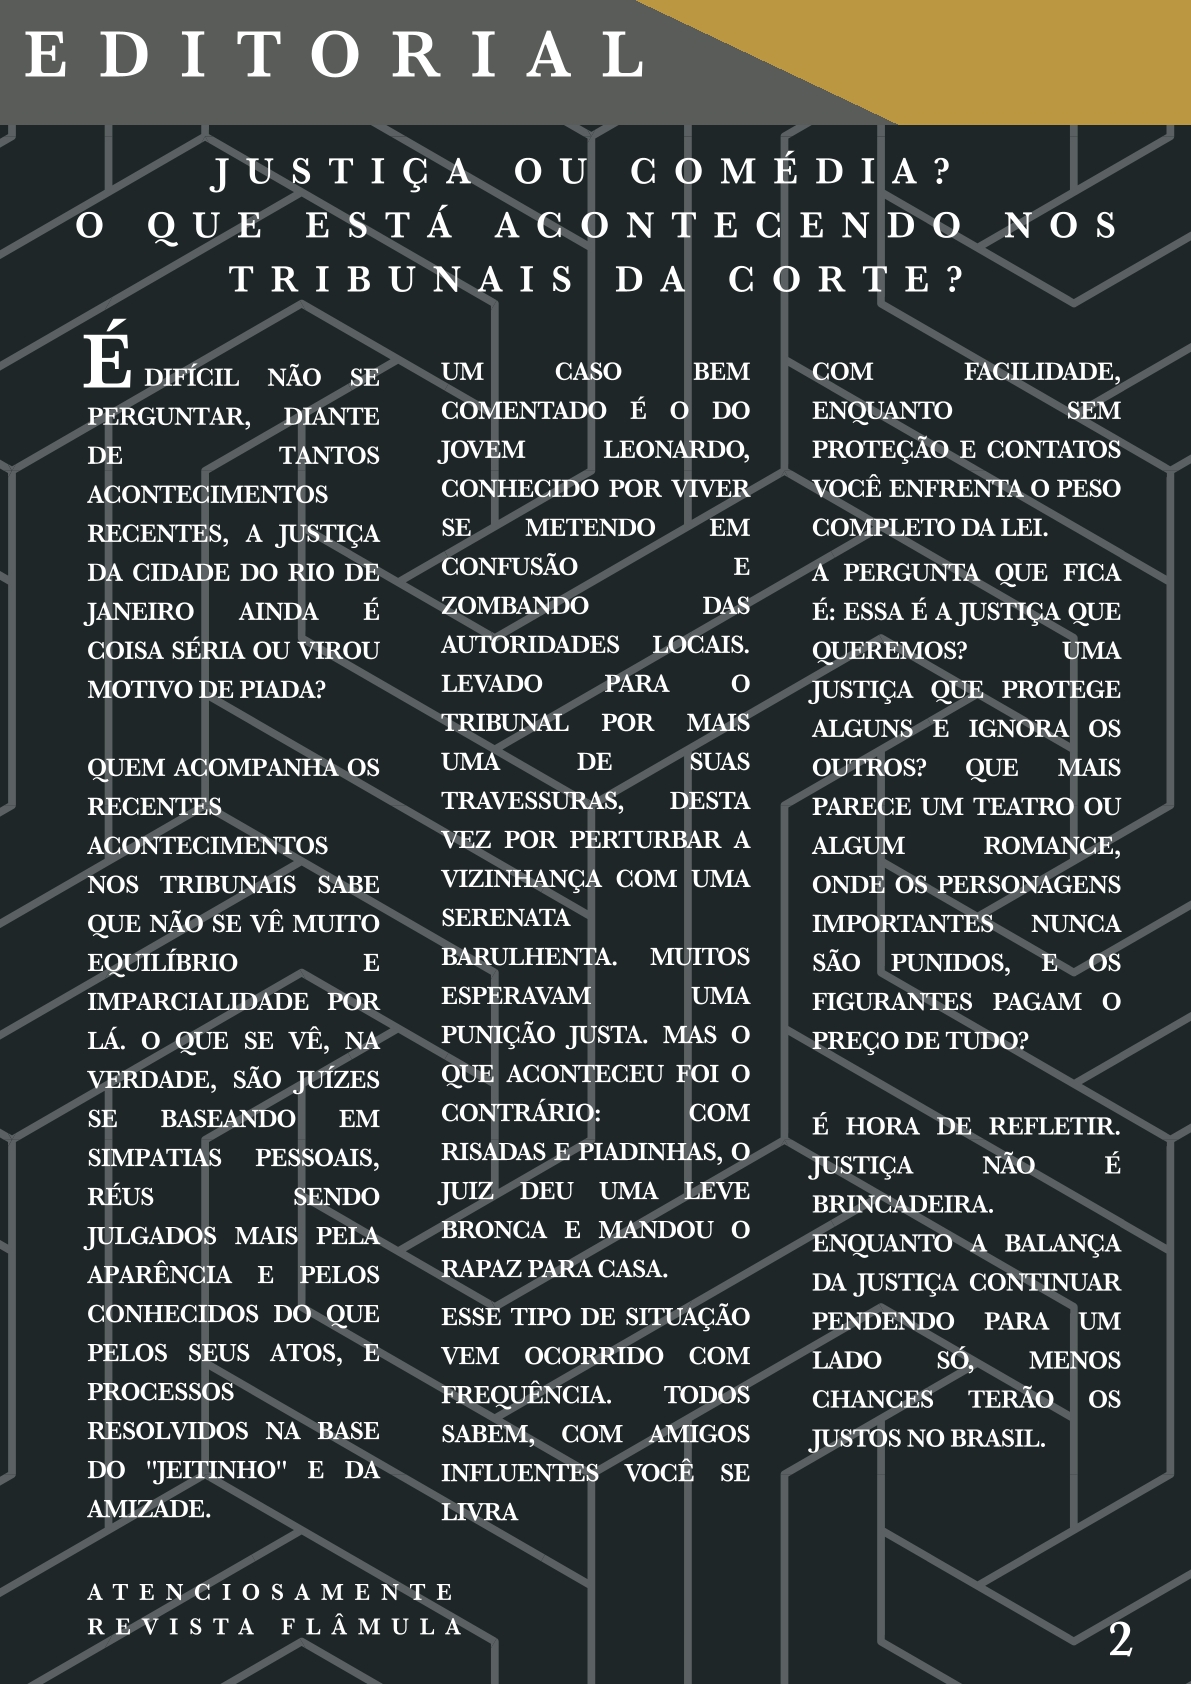 EDITORIAL
JUSTIÇA OU COMÉDIA?
O QUE ESTÁ ACONTECENDO NOS
TRIBUNAIS DA CORTE?
É DIFÍCIL NÃO SE
PERGUNTAR, DIANTE
DE TANTOS
ACONTECIMENTOS
RECENTES, A JUSTIÇA
DA CIDADE DO RIO DE
JANEIRO AINDA É
COISA SÉRIA OU VIROU
MOTIVO DE PIADA?
QUEM ACOMPANHA OS
RECENTES
ACONTECIMENTOS
NOS TRIBUNAIS SABE
QUE NÃO SE VÊ MUITO
EQUILÍBRIO E
IMPARCIALIDADE POR
LÁ. O QUE SE VÊ, NA
VERDADE, SÃO JUÍZES
SE BASEANDO EM
SIMPATIAS PESSOAIS,
RÉUS SENDO
JULGADOS MAIS PELA
APARÊNCIA E PELOS
CONHECIDOS DO QUE
PELOS SEUS ATOS, E
PROCESSOS
RESOLVIDOS NA BASE
DO "JEITINHO" E DA
AMIZADE.
UM CASO BEM
COMENTADO É O DO
JOVEM LEONARDO,
CONHECIDO POR VIVER
SE METENDO EM
CONFUSÃO E
ZOMBANDO DAS
AUTORIDADES LOCAIS.
LEVADO PARA O
TRIBUNAL POR MAIS
UMA DE SUAS
TRAVESSURAS, DESTA
VEZ POR PERTURBAR A
VIZINHANÇA COM UMA
SERENATA
BARULHENTA. MUITOS
ESPERAVAM UMA
PUNIÇÃO JUSTA. MAS O
QUE ACONTECEU FOI O
CONTRÁRIO: COM
RISADAS E PIADINHAS, O
JUIZ DEU UMA LEVE
BRONCA E MANDOU O
RAPAZ PARA CASA.
ESSE TIPO DE SITUAÇÃO
VEM OCORRIDO COM
FREQUÊNCIA. TODOS
SABEM, COM AMIGOS
INFLUENTES VOCÊ SE
LIVRA
COM FACILIDADE,
ENQUANTO SEM
PROTEÇÃO E CONTATOS
VOCÊ ENFRENTA O PESO
COMPLETO DA LEI.
A PERGUNTA QUE FICA
É: ESSA É A JUSTIÇA QUE
QUEREMOS? UMA
JUSTIÇA QUE PROTEGE
ALGUNS E IGNORA OS
OUTROS? QUE MAIS
PARECE UM TEATRO OU
ALGUM ROMANCE,
ONDE OS PERSONAGENS
IMPORTANTES NUNCA
SÃO PUNIDOS, E OS
FIGURANTES PAGAM O
PREÇO DE TUDO?
É HORA DE REFLETIR.
JUSTIÇA NÃO É
BRINCADEIRA.
ENQUANTO A BALANÇA
DA JUSTIÇA CONTINUAR
PENDENDO PARA UM
LADO SÓ, MENOS
CHANCES TERÃO OS
JUSTOS NO BRASIL.
ATENCIOSAMENTE
REVISTA FLÂMULA
2